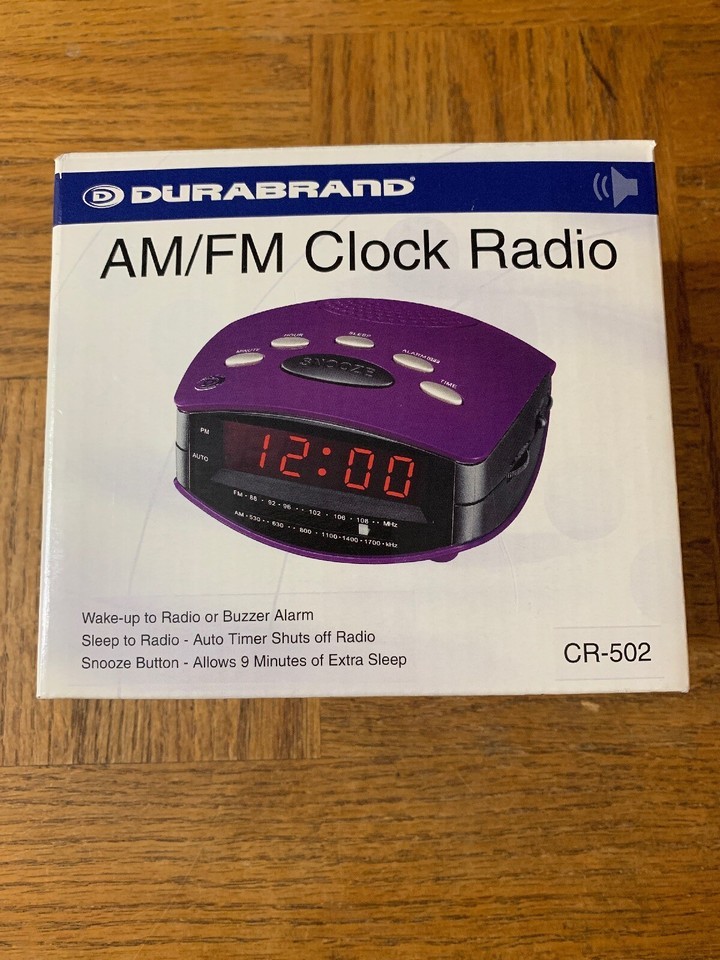 DURABRAND®
AM/FM Clock Radio
MINUTE
HOUR
SLEEP
ALARM OFF
TIME
SNOOZE
PM
AUTO
12:00
FM • 88 • 92 • 96 • • 102 • 106 • 108 • • MHz
AM • 530 • • 630 • • 800 • 1100 • 1400 • 1700 • kHz
Wake-up to Radio or Buzzer Alarm
Sleep to Radio - Auto Timer Shuts off Radio
Snooze Button - Allows 9 Minutes of Extra Sleep
CR-502